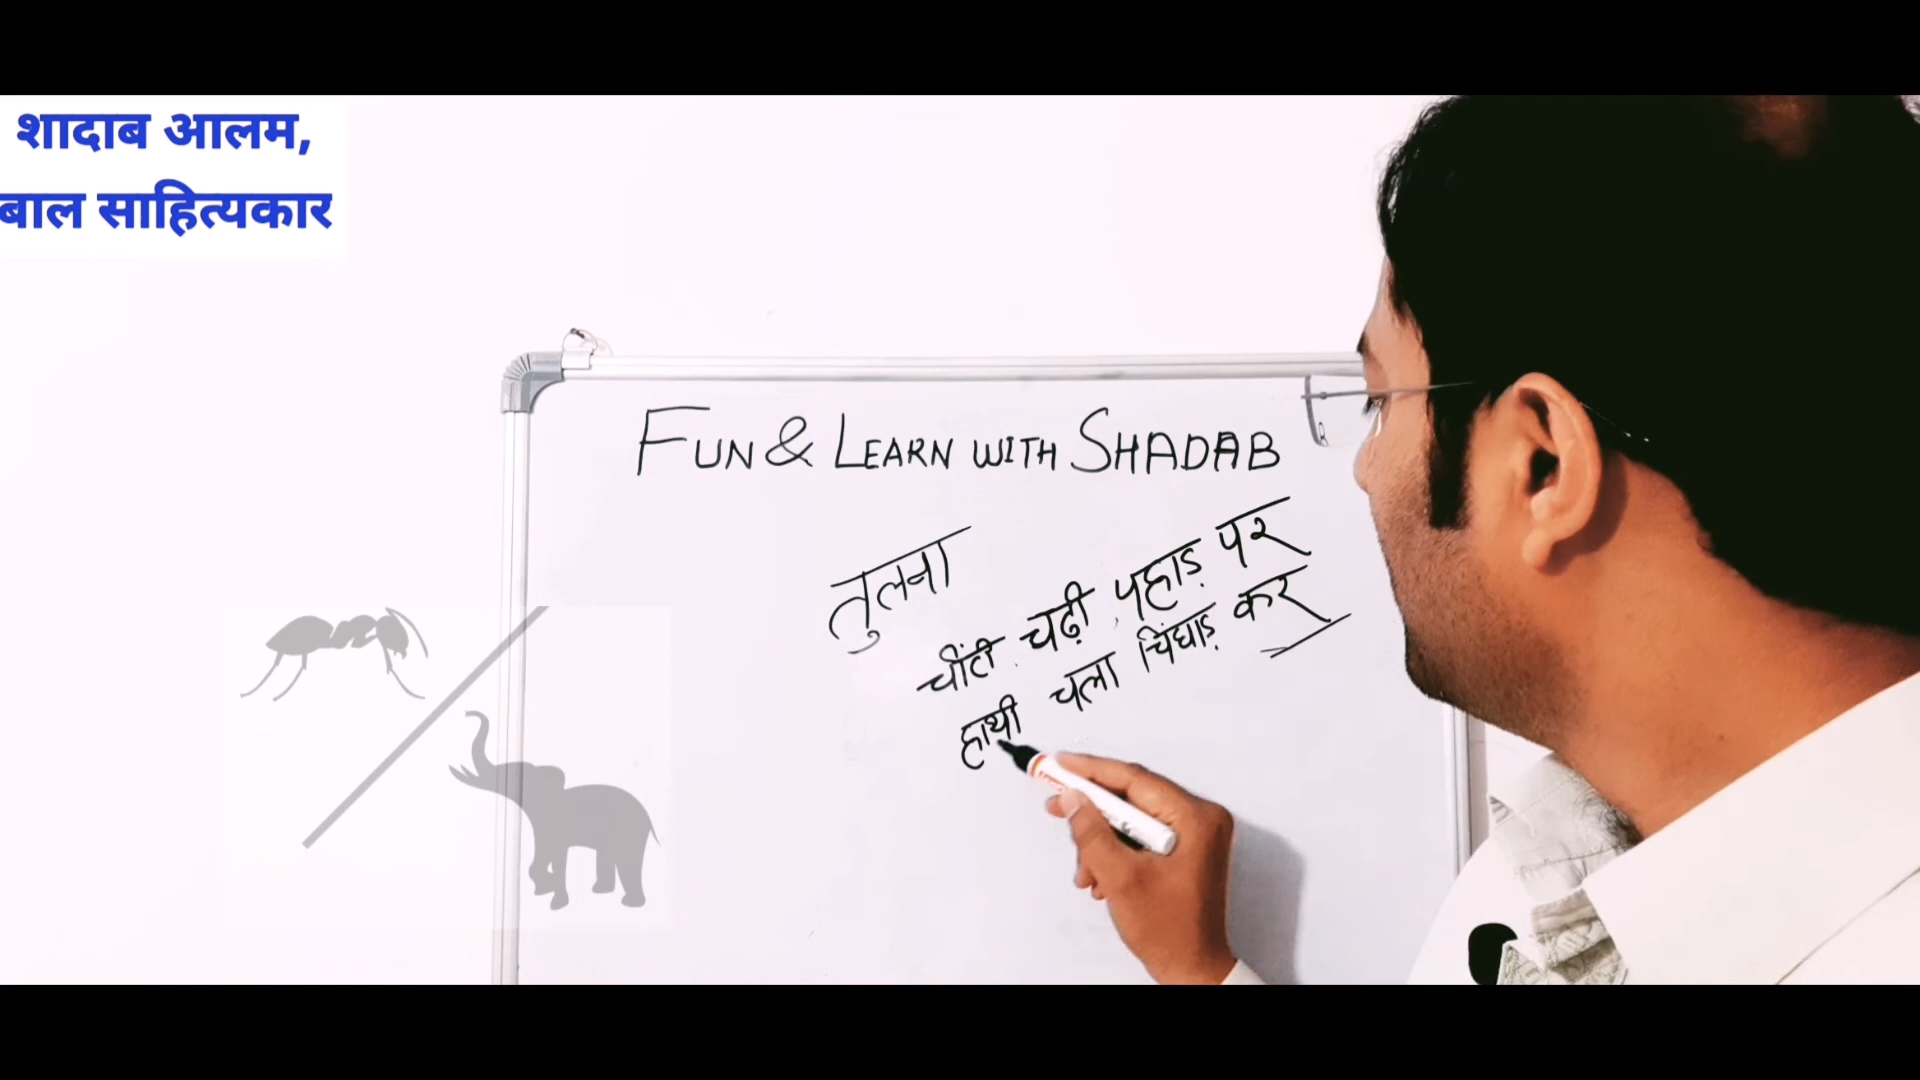 शादाब आलम,
बाल साहित्यकार
FUN & LEARN WITH SHADAB
तुलना
चींटी चढ़ी पहाड़ पर
हाथी चला चिंघाड़ कर